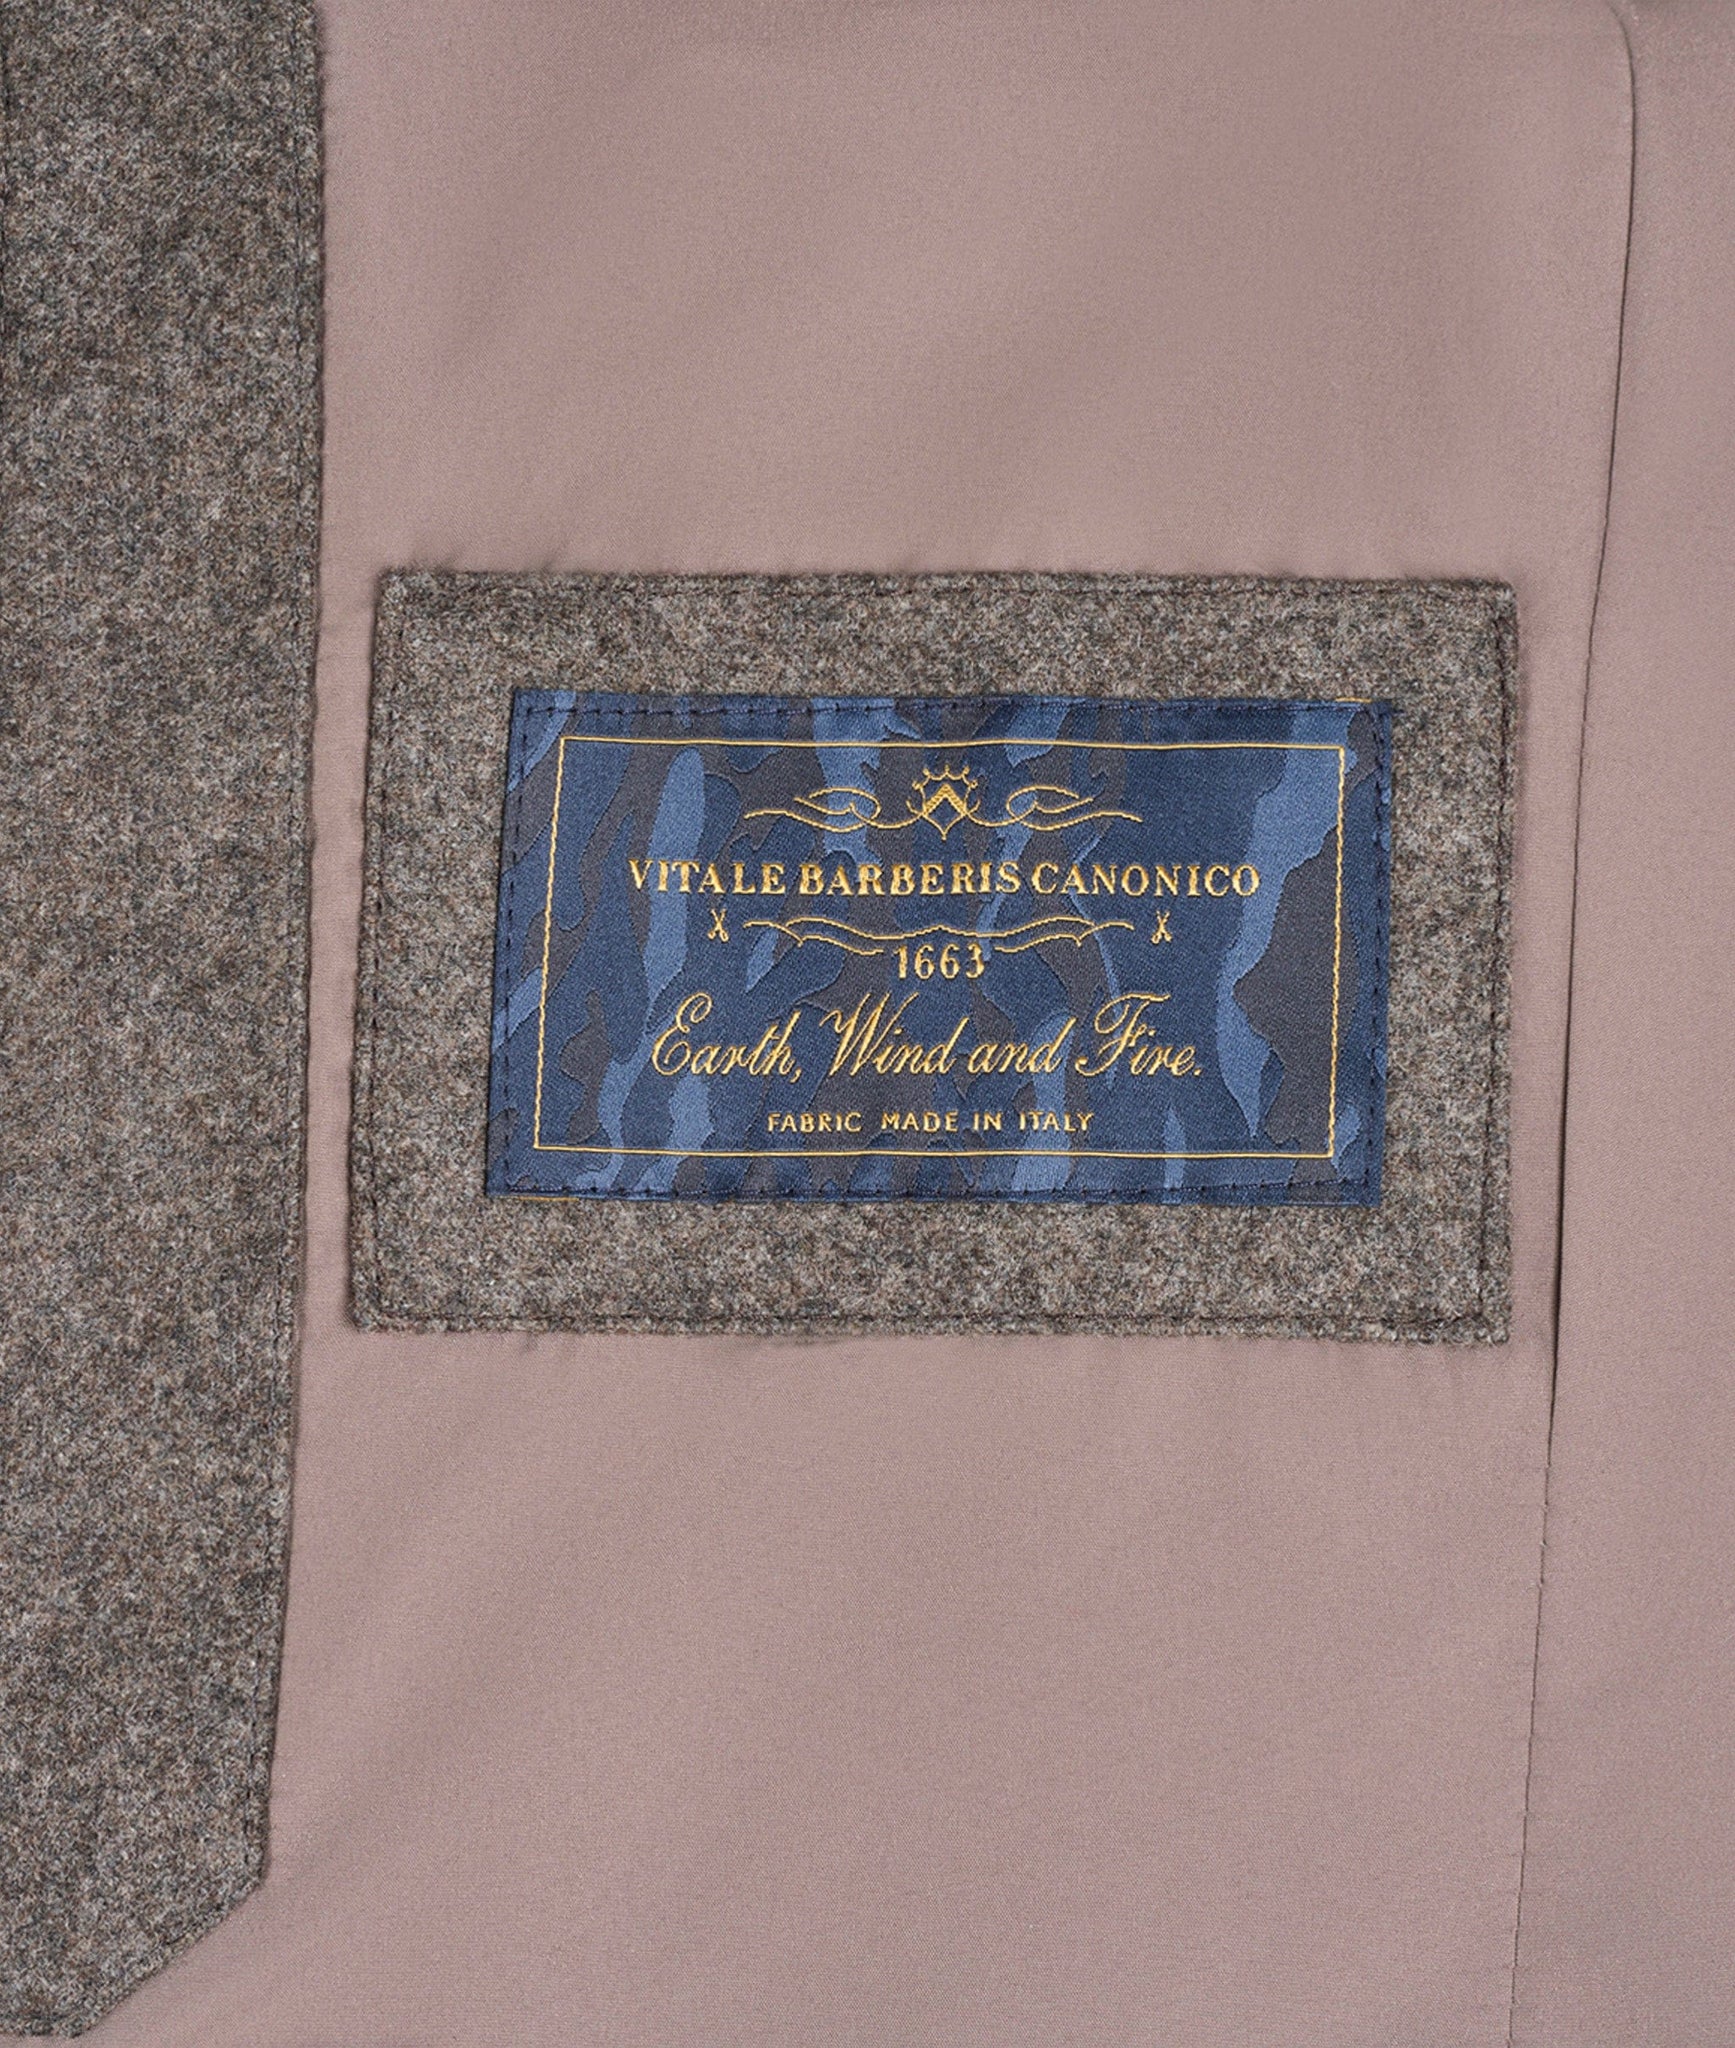 VITALE BARBERIS CANONICO
1663
Earth, Wind and Fire.
FABRIC MADE IN ITALY